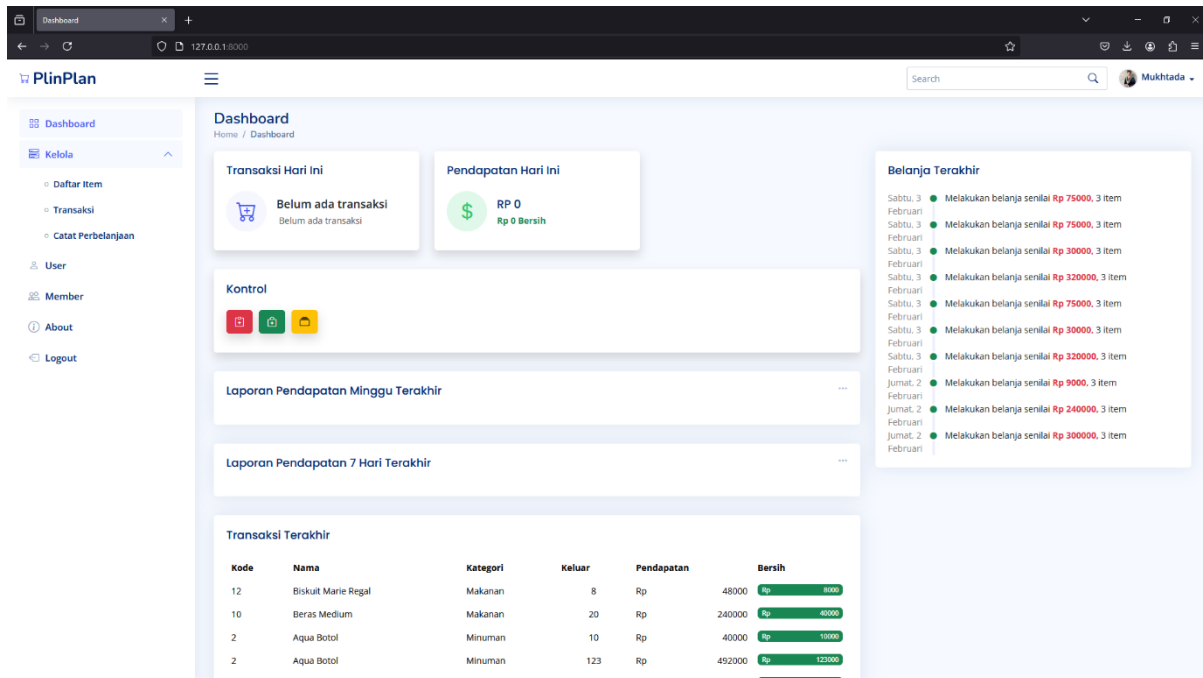 Dashboard
127.0.0.1:8000
PlinPlan
Search
Mukhtada
Dashboard
Kelola
Daftar Item
Transaksi
Catat Perbelanjaan
User
Member
About
Logout
Dashboard
Home / Dashboard
Transaksi Hari Ini
Belum ada transaksi
Belum ada transaksi
Pendapatan Hari Ini
RP 0
Rp 0 Bersih
Kontrol
Laporan Pendapatan Minggu Terakhir
Laporan Pendapatan 7 Hari Terakhir
Transaksi Terakhir
Kode Nama Kategori Keluar Pendapatan Bersih
12 Biskuit Marie Regal Makanan 8 Rp 48000 Rp 8000
10 Beras Medium Makanan 20 Rp 240000 Rp 40000
2 Aqua Botol Minuman 10 Rp 40000 Rp 10000
2 Aqua Botol Minuman 123 Rp 492000 Rp 123000
Belanja Terakhir
Sabtu, 3 Melakukan belanja senilai Rp 75000, 3 item
Februari
Sabtu, 3 Melakukan belanja senilai Rp 75000, 3 item
Februari
Sabtu, 3 Melakukan belanja senilai Rp 30000, 3 item
Februari
Sabtu, 3 Melakukan belanja senilai Rp 320000, 3 item
Februari
Sabtu, 3 Melakukan belanja senilai Rp 75000, 3 item
Februari
Sabtu, 3 Melakukan belanja senilai Rp 30000, 3 item
Februari
Sabtu, 3 Melakukan belanja senilai Rp 320000, 3 item
Februari
Jumat, 2 Melakukan belanja senilai Rp 9000, 3 item
Februari
Jumat, 2 Melakukan belanja senilai Rp 240000, 3 item
Februari
Jumat, 2 Melakukan belanja senilai Rp 300000, 3 item
Februari